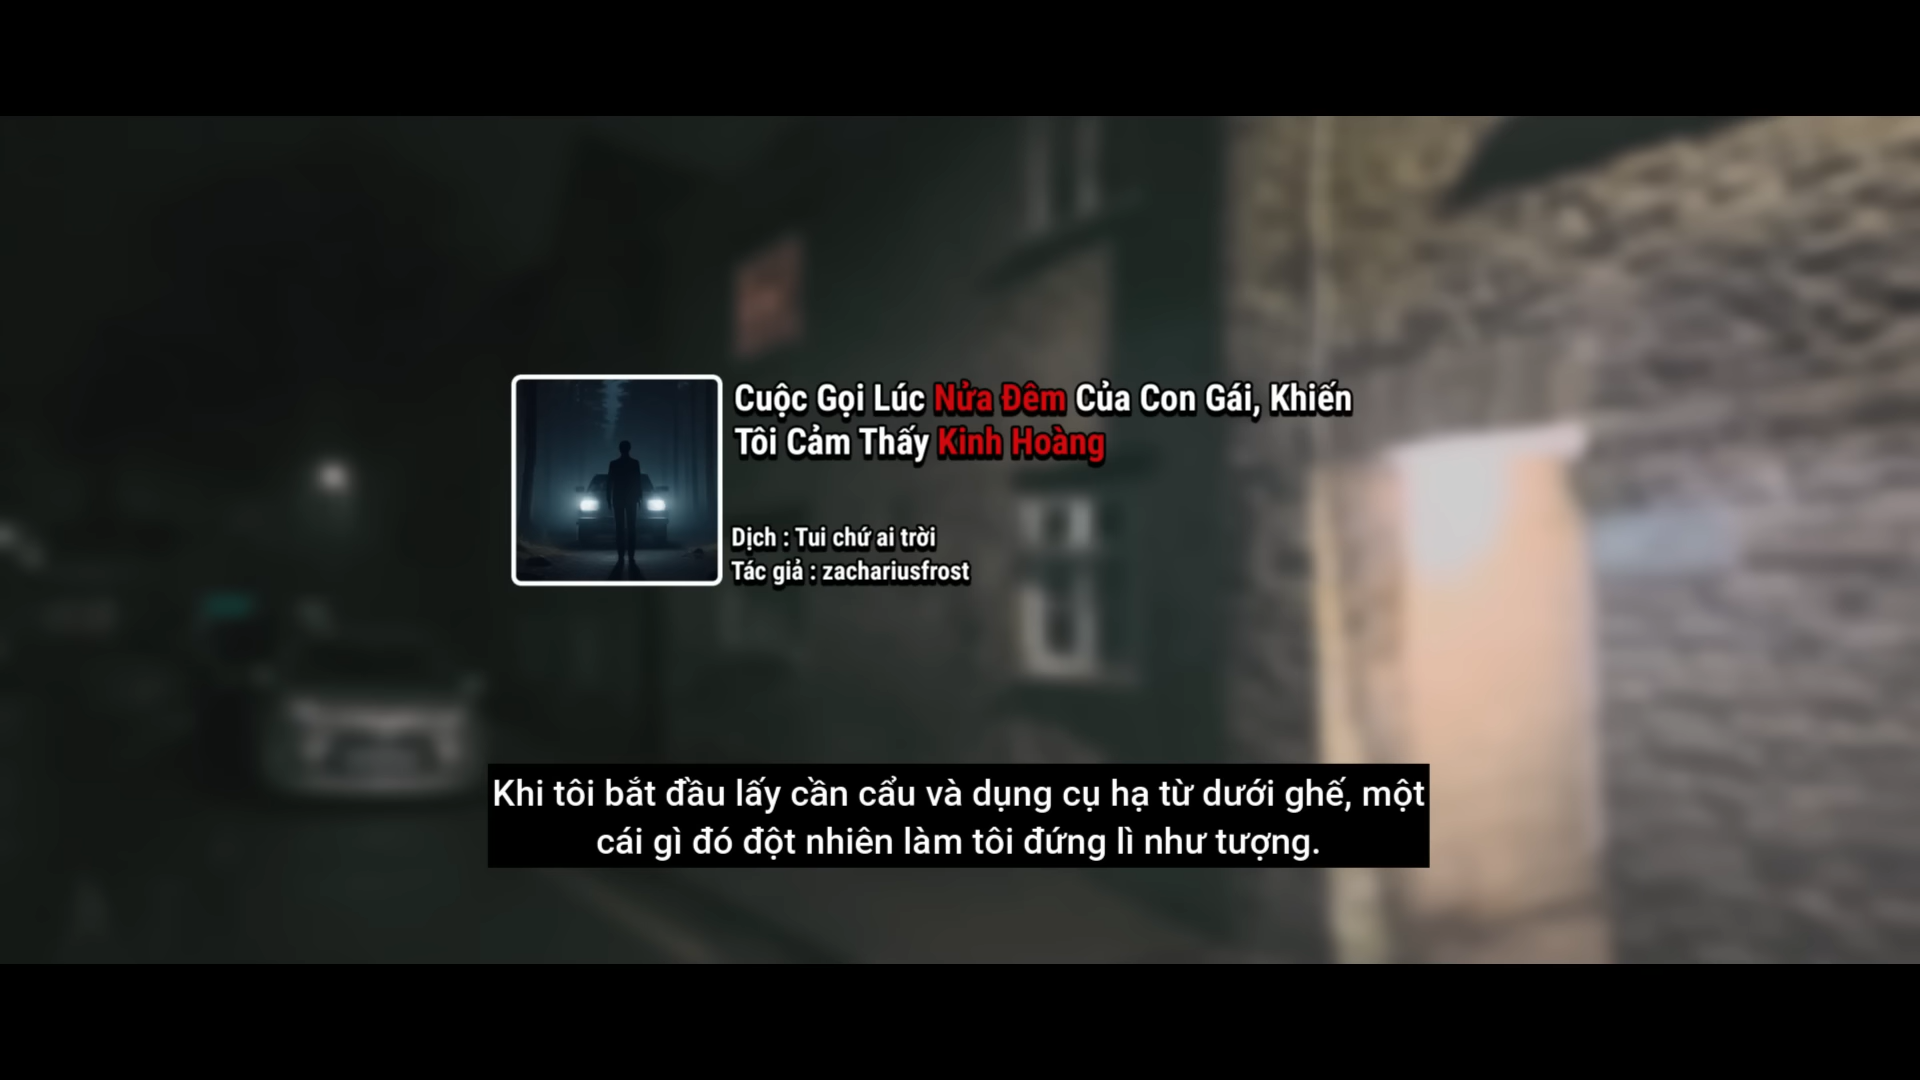 Cuộc Gọi Lúc Nửa Đêm Của Con Gái, Khiến
Tôi Cảm Thấy Kinh Hoàng
Dịch : Tui chứ ai trời
Tác giả : zachariusfrost
Khi tôi bắt đầu lấy cần cẩu và dụng cụ hạ từ dưới ghế, một
cái gì đó đột nhiên làm tôi đứng lì như tượng.